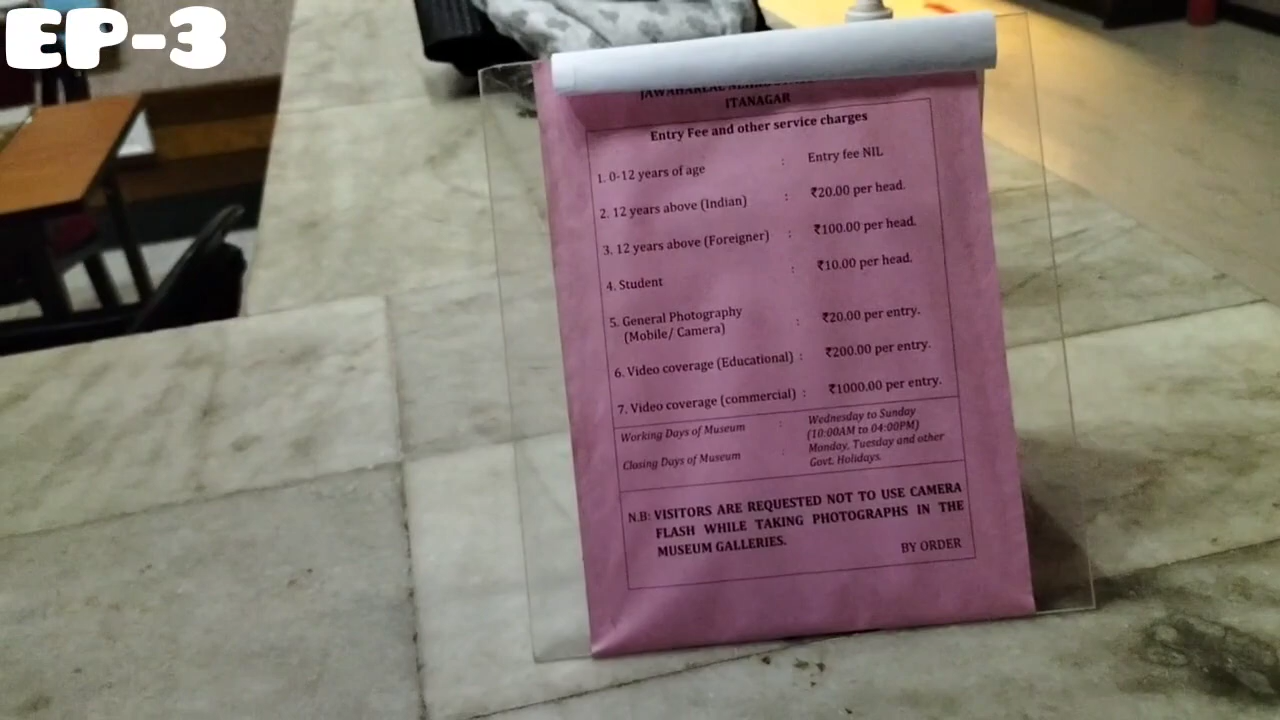 EP-3
JAWAHARLAL
ITANAGAR
Entry Fee and other service charges
1. 0-12 years of age : Entry fee NIL
2. 12 years above (Indian) : ₹20.00 per head.
3. 12 years above (Foreigner) : ₹100.00 per head.
4. Student : ₹10.00 per head.
5. General Photography
(Mobile/ Camera) : ₹20.00 per entry.
6. Video coverage (Educational) : ₹200.00 per entry.
7. Video coverage (commercial) : ₹1000.00 per entry.
Working Days of Museum : Wednesday to Sunday
(10:00AM to 04:00PM)
Closing Days of Museum : Monday, Tuesday and other
Govt. Holidays.
N.B: VISITORS ARE REQUESTED NOT TO USE CAMERA
FLASH WHILE TAKING PHOTOGRAPHS IN THE
MUSEUM GALLERIES.
BY ORDER